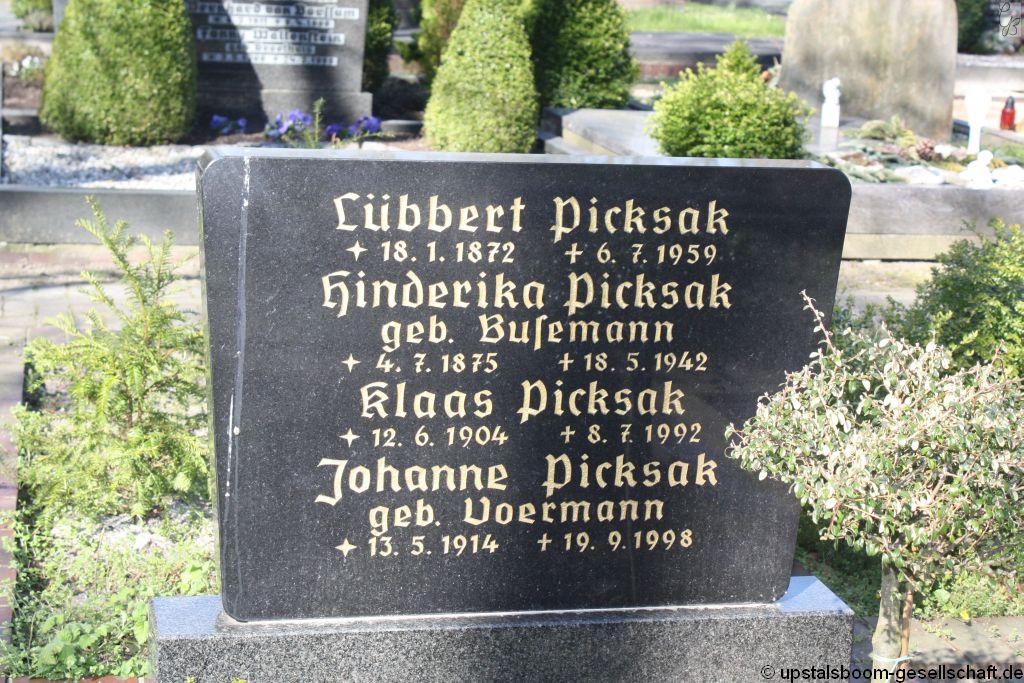 Lübbert Picksak
✦ 18. 1. 1872 + 6. 7. 1959
Hinderika Picksak
geb. Buſemann
✦ 4. 7. 1875 + 18. 5. 1942
Klaas Picksak
✦ 12. 6. 1904 + 8. 7. 1992
Johanne Picksak
geb. Voermann
✦ 13. 5. 1914 + 19. 9. 1998
© upstalsboom-gesellschaft.de